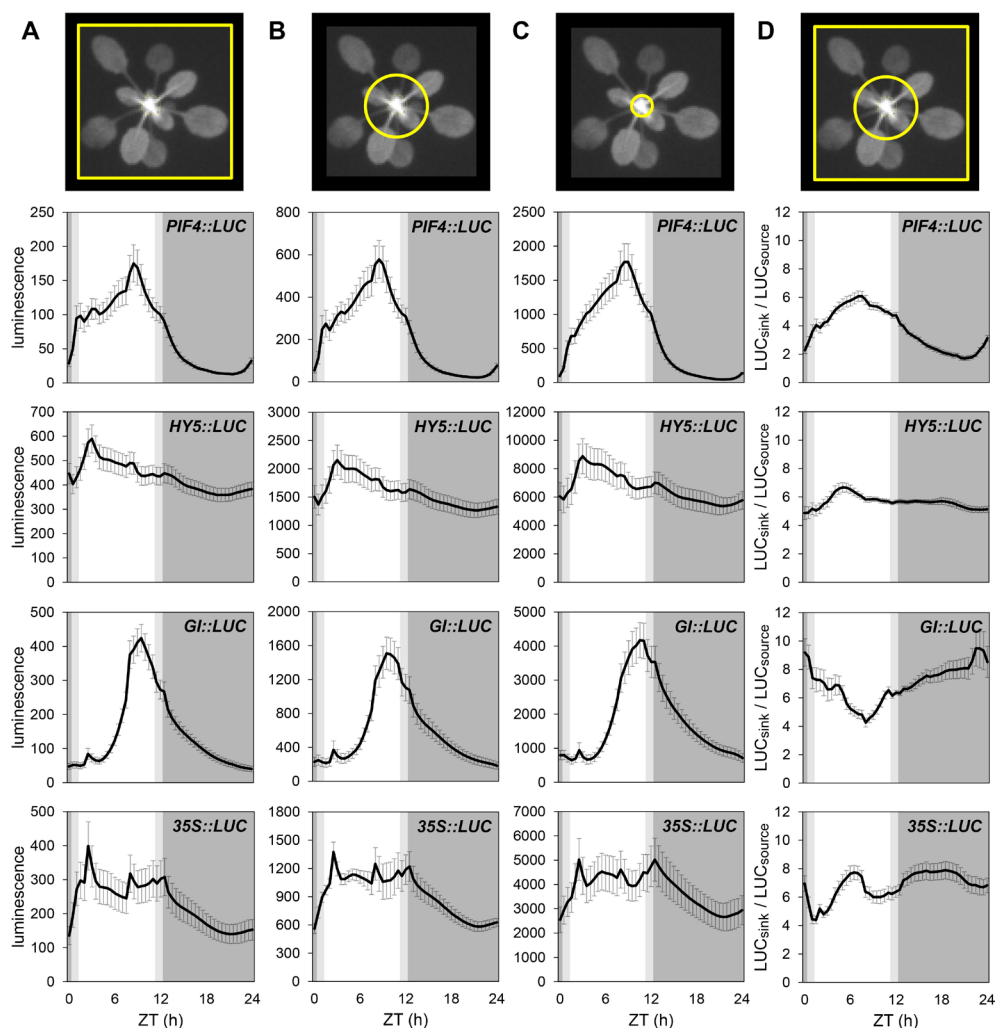 A B C D
PIF4::LUC PIF4::LUC PIF4::LUC PIF4::LUC
luminescence LUCsink / LUCsource
250 800 2500 12
200 600 2000 10
150 400 1500 8
100 200 1000 6
50 0 500 4
0 0 2
0
HY5::LUC HY5::LUC HY5::LUC HY5::LUC
luminescence LUCsink / LUCsource
700 3000 12000 12
600 2500 10000 10
500 2000 8000 8
400 1500 6000 6
300 1000 4000 4
200 500 2000 2
100 0 0 0
0
GI::LUC GI::LUC GI::LUC GI::LUC
luminescence LUCsink / LUCsource
500 2000 5000 12
400 1600 4000 10
300 1200 3000 8
200 800 2000 6
100 400 1000 4
0 0 0 2
0
35S::LUC 35S::LUC 35S::LUC 35S::LUC
luminescence LUCsink / LUCsource
500 1800 7000 12
400 1500 6000 10
300 1200 5000 8
200 900 4000 6
100 600 3000 4
0 300 2000 2
0 1000 0
0
0 6 12 18 24 0 6 12 18 24 0 6 12 18 24 0 6 12 18 24
ZT (h) ZT (h) ZT (h) ZT (h)